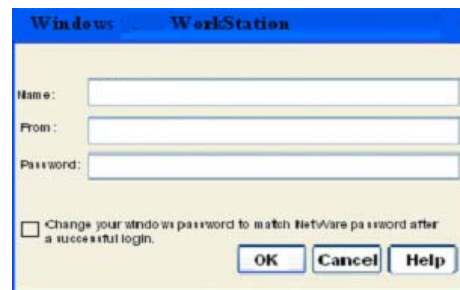 Windows WorkStation
Name:
From:
Password:
Change your windows password to match NetWare password after
a successful login.
OK Cancel Help